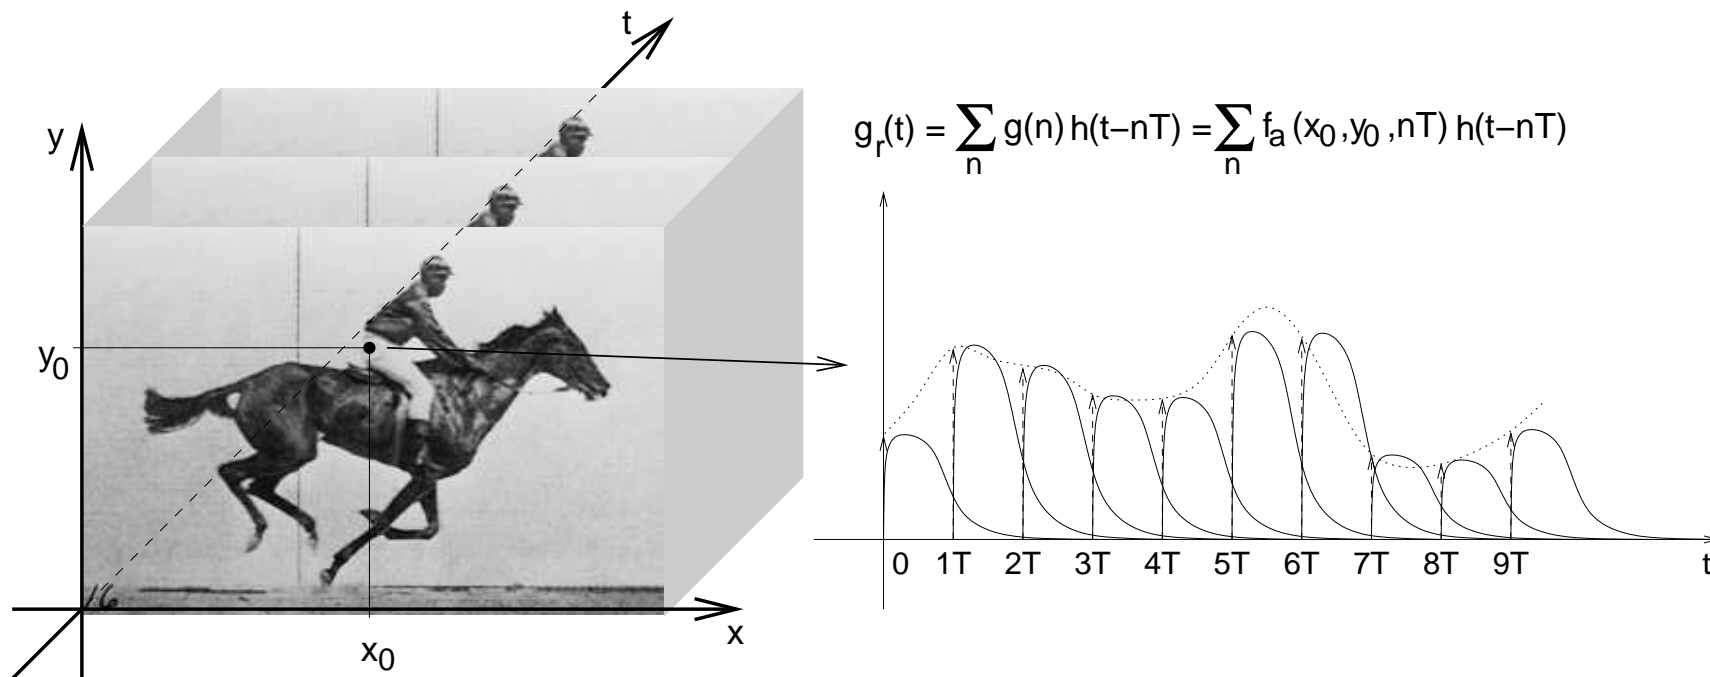 t
y
g_r(t) = ∑_n g(n) h(t−nT) = ∑_n f_a (x_0 ,y_0 ,nT) h(t−nT)
y_0
16
x
x_0
0 1T 2T 3T 4T 5T 6T 7T 8T 9T t